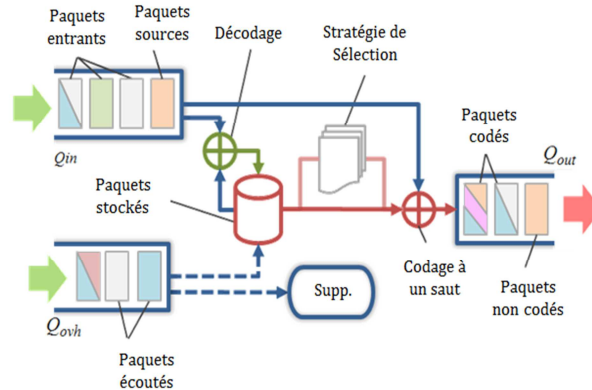 Paquets
entrants
Paquets
sources
Décodage
Stratégie de
Sélection
Qin
Paquets
stockés
Paquets
codés
Qout
Codage à
un saut
Paquets
non codés
Supp.
Qovh
Paquets
écoutés